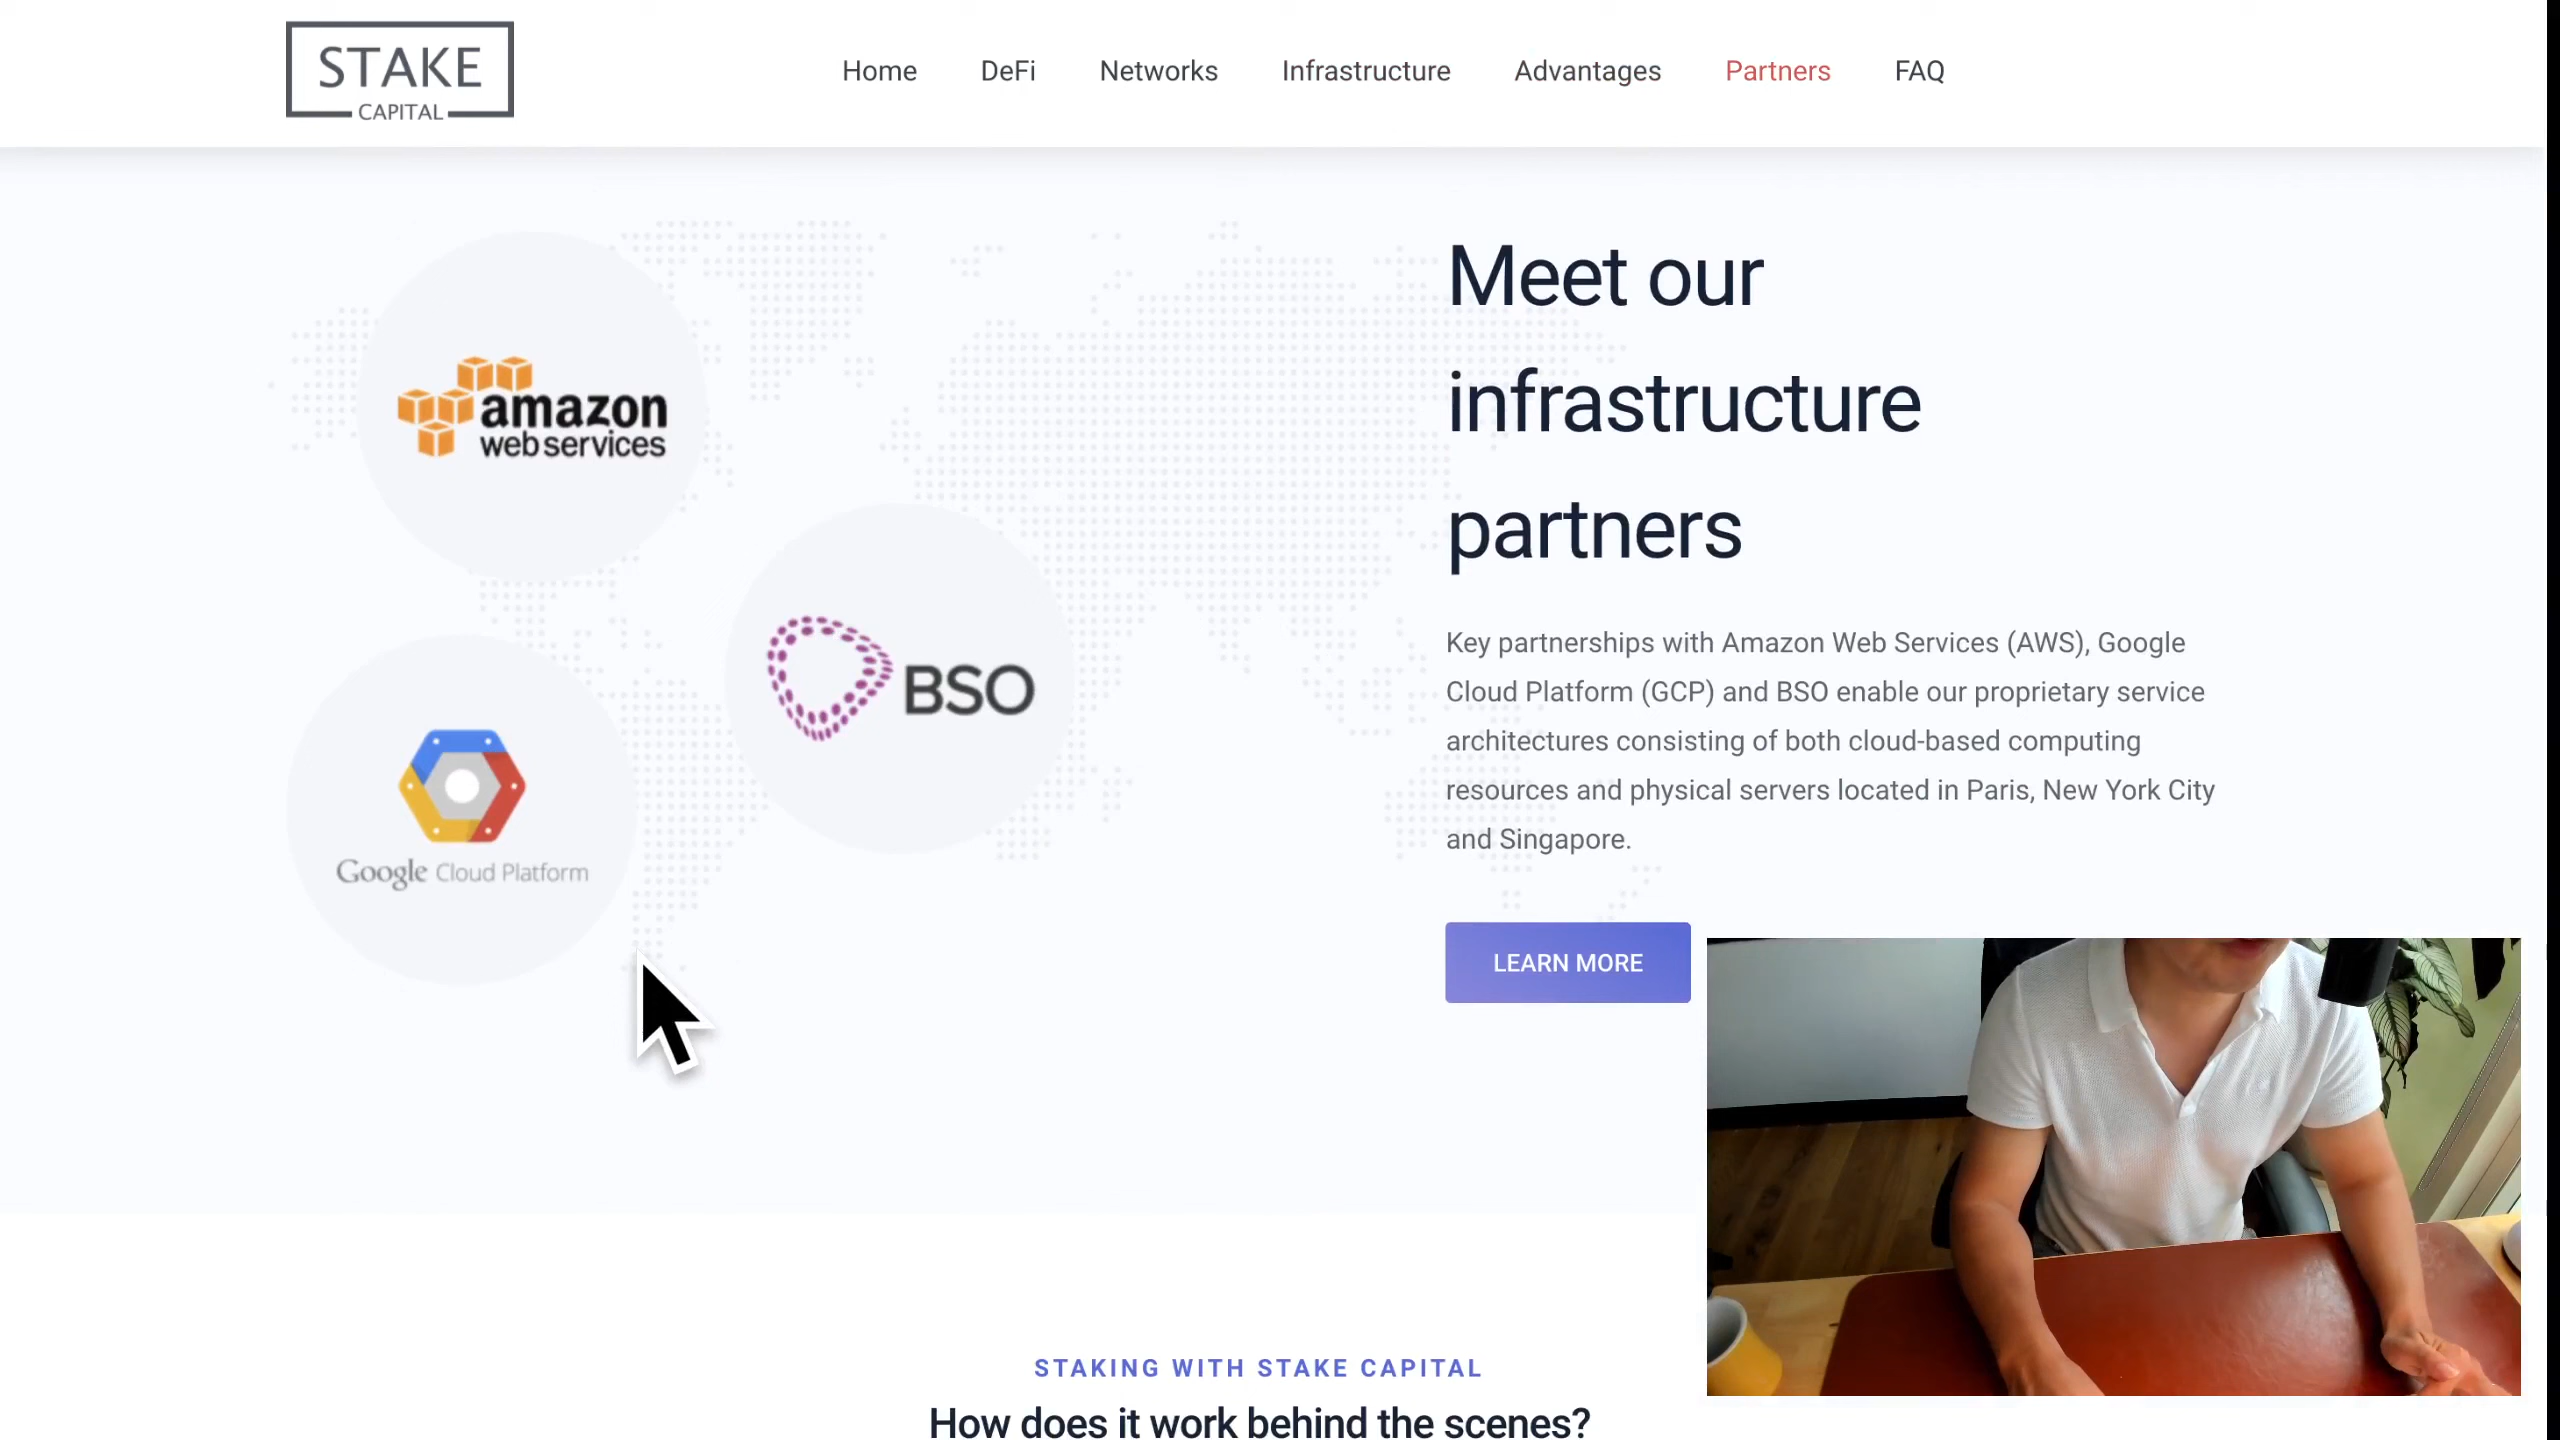 STAKE
CAPITAL
Home DeFi Networks Infrastructure Advantages Partners FAQ
amazon
web services
BSO
Google Cloud Platform
Meet our
infrastructure
partners
Key partnerships with Amazon Web Services (AWS), Google
Cloud Platform (GCP) and BSO enable our proprietary service
architectures consisting of both cloud-based computing
resources and physical servers located in Paris, New York City
and Singapore.
LEARN MORE
STAKING WITH STAKE CAPITAL
How does it work behind the scenes?